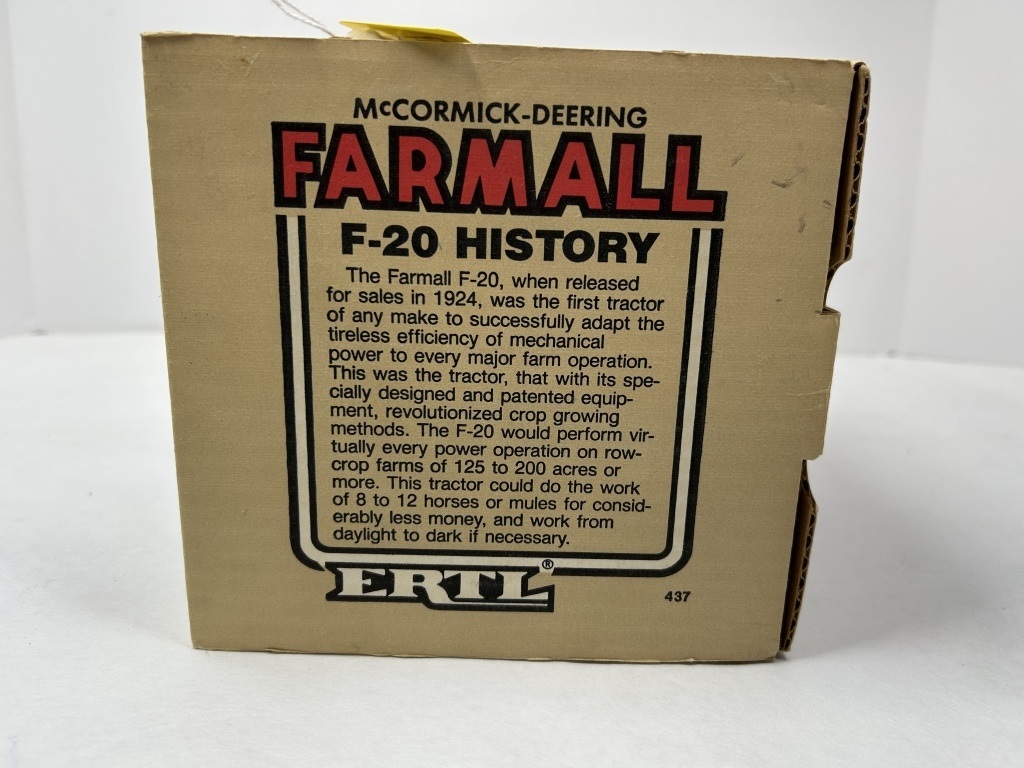 McCORMICK-DEERING
FARMALL
F-20 HISTORY
The Farmall F-20, when released
for sales in 1924, was the first tractor
of any make to successfully adapt the
tireless efficiency of mechanical
power to every major farm operation.
This was the tractor, that with its spe-
cially designed and patented equip-
ment, revolutionized crop growing
methods. The F-20 would perform vir-
tually every power operation on row-
crop farms of 125 to 200 acres or
more. This tractor could do the work
of 8 to 12 horses or mules for consid-
erably less money, and work from
daylight to dark if necessary.
ERTL®
437